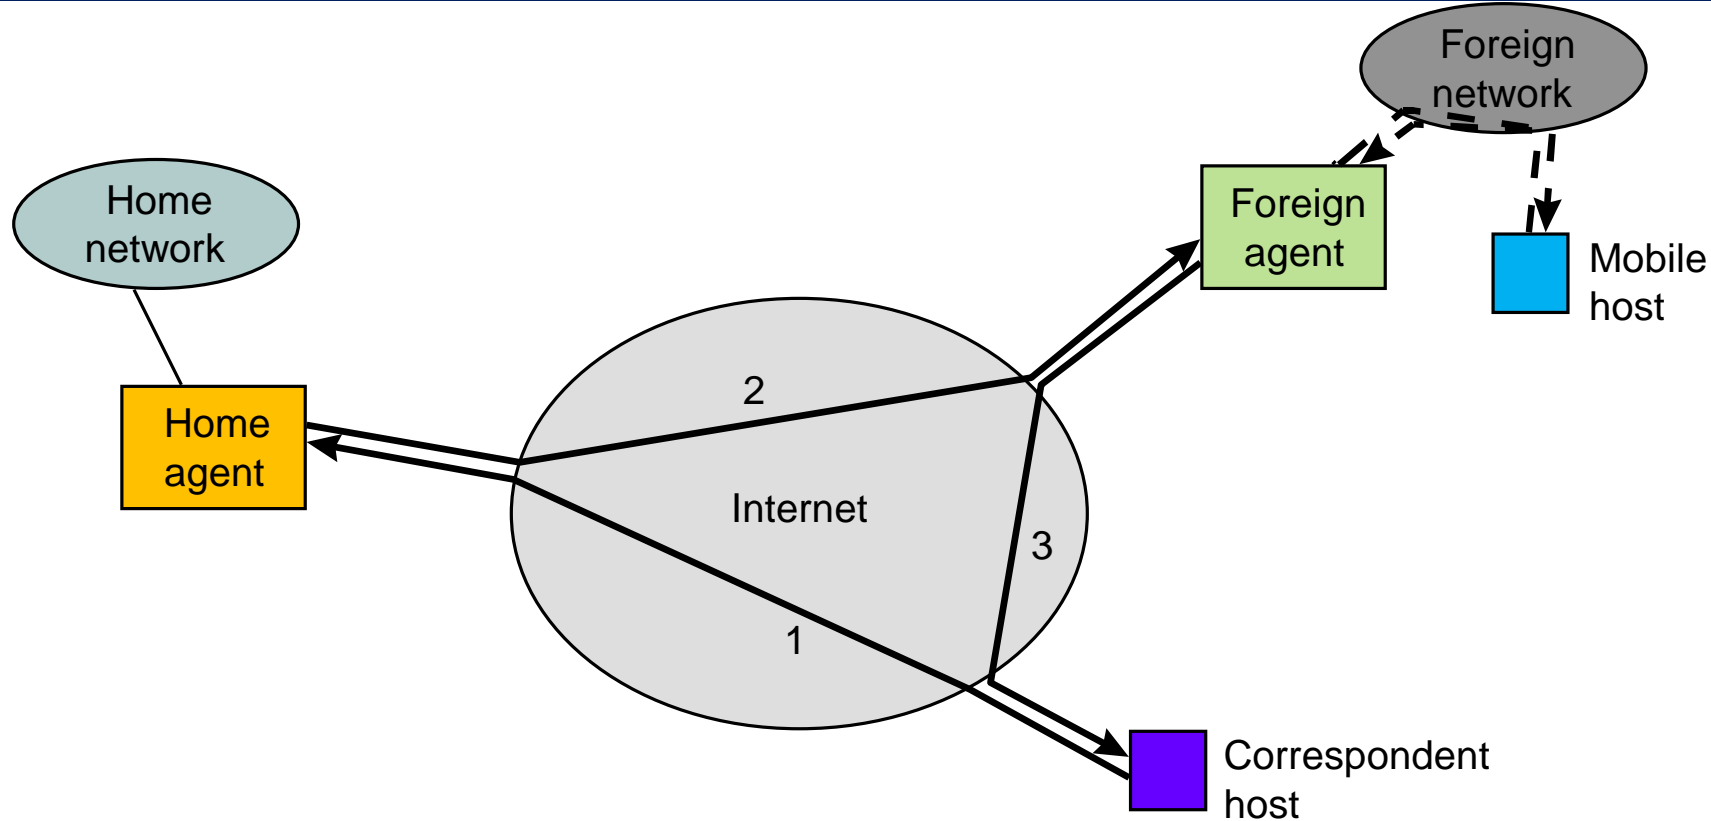 Foreign
network
Home
network
Foreign
agent
Mobile
host
2
Home
agent
Internet
3
1
Correspondent
host